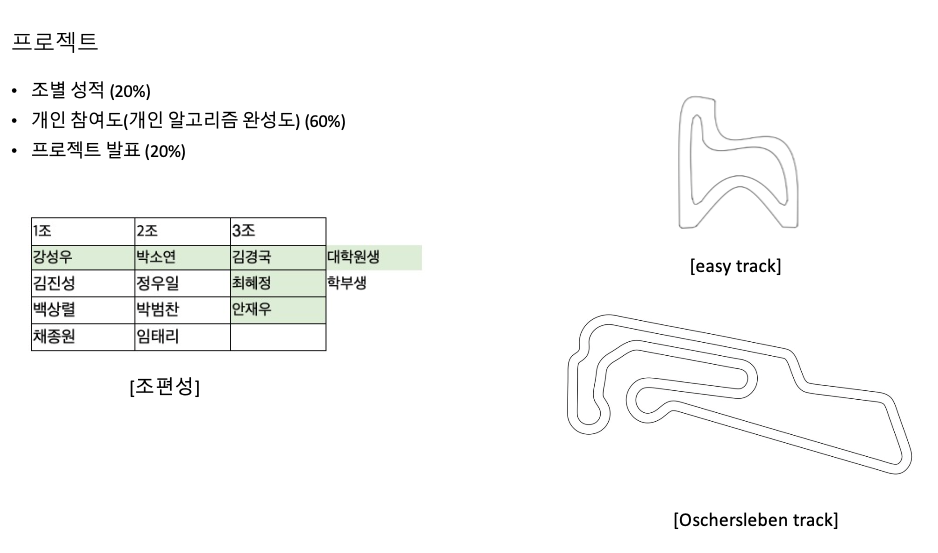 프로젝트
• 조별 성적 (20%)
• 개인 참여도(개인 알고리즘 완성도) (60%)
• 프로젝트 발표 (20%)
1조 2조 3조
강성우 박소연 김경국 대학원생
김진성 정우일 최혜정 학부생
백상렬 박범찬 안재우
채종원 임태리
[조편성]
[easy track]
[Oschersleben track]